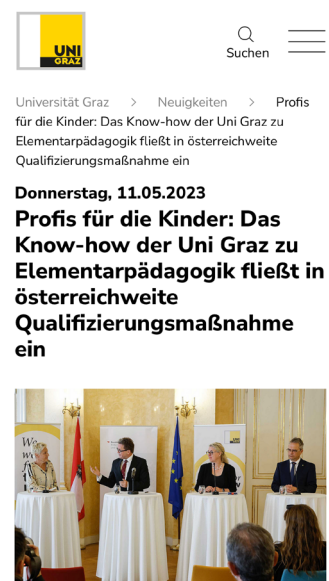 UNI
GRAZ
Suchen
Universität Graz > Neuigkeiten > Profis
für die Kinder: Das Know-how der Uni Graz zu
Elementarpädagogik fließt in österreichweite
Qualifizierungsmaßnahme ein
Donnerstag, 11.05.2023
Profis für die Kinder: Das
Know-how der Uni Graz zu
Elementarpädagogik fließt in
österreichweite
Qualifizierungsmaßnahme
ein
UNI
GRAZ